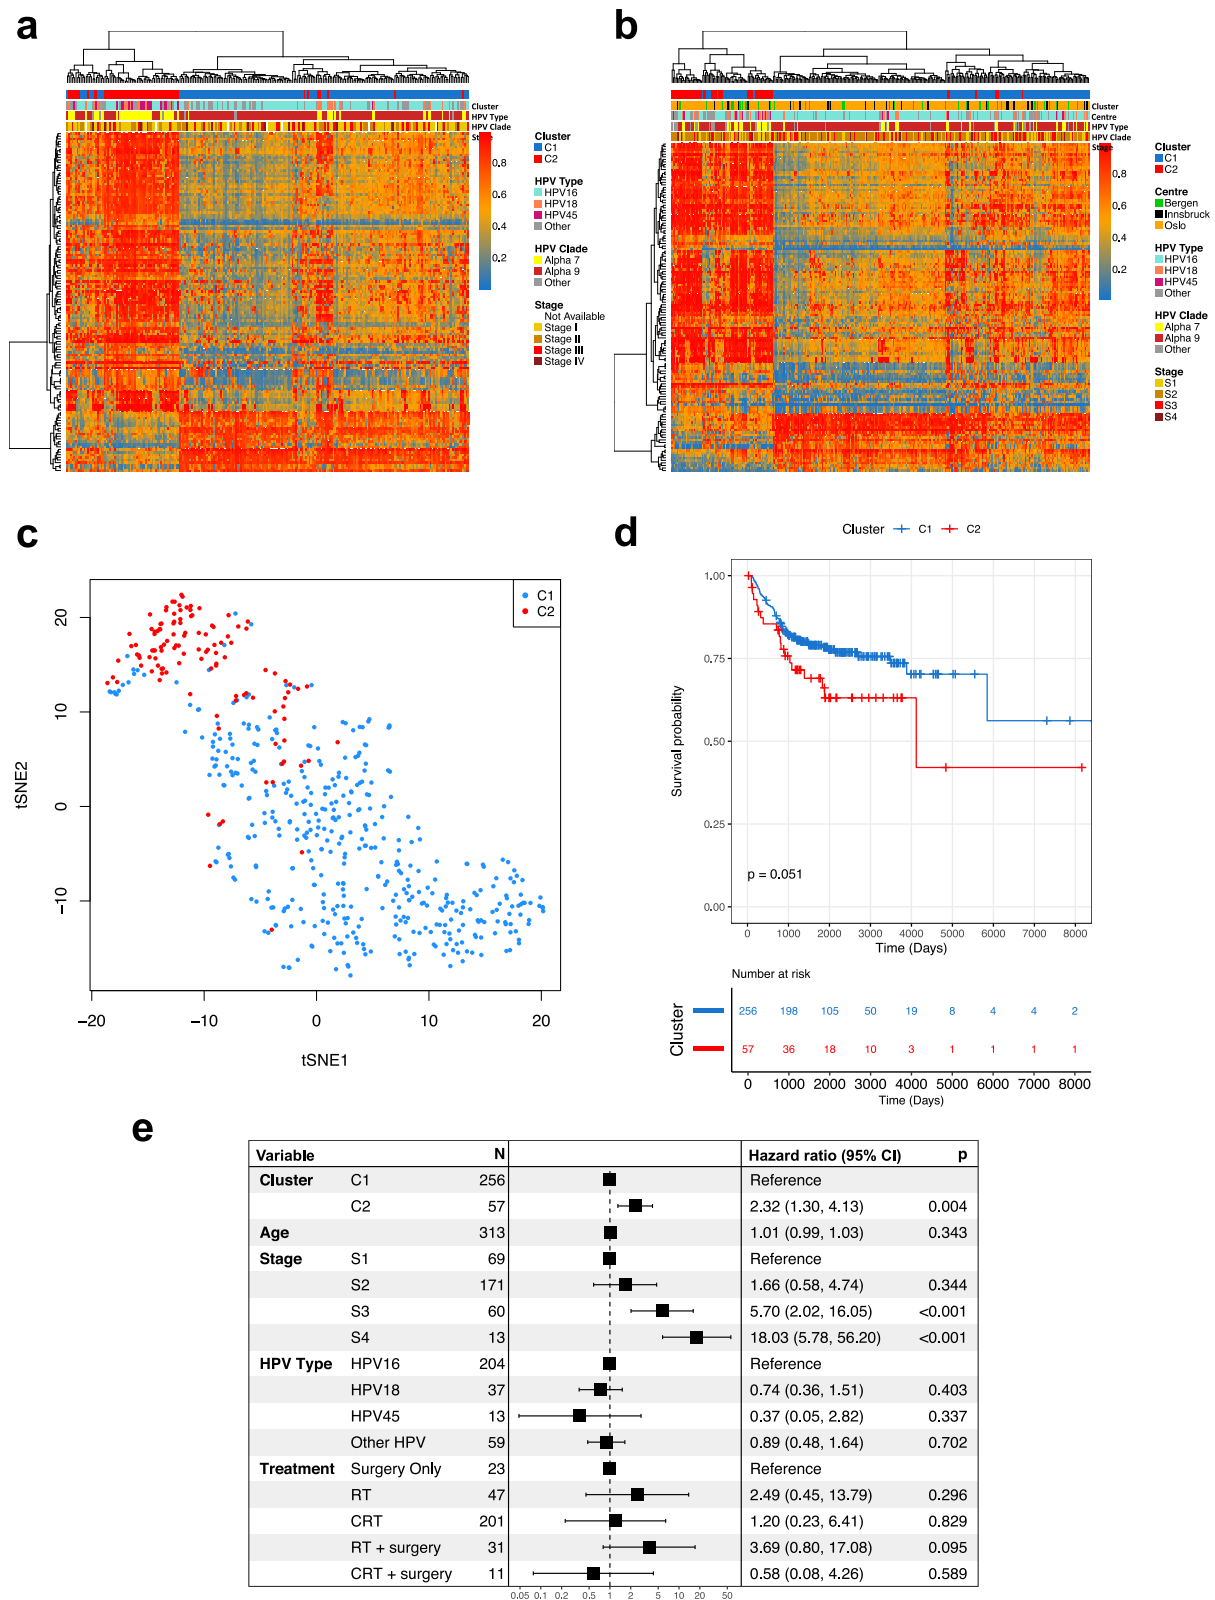 a
Cluster
HPV Type
HPV Clade
0.8
0.6
0.4
0.2
Cluster
C1
C2
HPV Type
HPV16
HPV18
HPV45
Other
HPV Clade
Alpha 7
Alpha 9
Other
Stage
Not Available
Stage I
Stage II
Stage III
Stage IV
b
Cluster
Centre
HPV Type
HPV Clade
Stage
0.8
0.6
0.4
0.2
Cluster
C1
C2
Centre
Bergen
Innsbruck
Oslo
HPV Type
HPV16
HPV18
HPV45
Other
HPV Clade
Alpha 7
Alpha 9
Other
Stage
S1
S2
S3
S4
c
C1
C2
tSNE2
20
10
0
−10
−20 −10 0 10 20
tSNE1
d
Cluster C1 C2
Survival probability
1.00
0.75
0.50
0.25
0.00
p = 0.051
0 1000 2000 3000 4000 5000 6000 7000 8000
Time (Days)
Number at risk
Cluster
256 198 105 50 19 8 4 4 2
57 36 18 10 3 1 1 1 1
0 1000 2000 3000 4000 5000 6000 7000 8000
Time (Days)
e
Variable N Hazard ratio (95% CI) p
Cluster C1 256 Reference
C2 57 2.32 (1.30, 4.13) 0.004
Age 313 1.01 (0.99, 1.03) 0.343
Stage S1 69 Reference
S2 171 1.66 (0.58, 4.74) 0.344
S3 60 5.70 (2.02, 16.05) <0.001
S4 13 18.03 (5.78, 56.20) <0.001
HPV Type HPV16 204 Reference
HPV18 37 0.74 (0.36, 1.51) 0.403
HPV45 13 0.37 (0.05, 2.82) 0.337
Other HPV 59 0.89 (0.48, 1.64) 0.702
Treatment Surgery Only 23 Reference
RT 47 2.49 (0.45, 13.79) 0.296
CRT 201 1.20 (0.23, 6.41) 0.829
RT + surgery 31 3.69 (0.80, 17.08) 0.095
CRT + surgery 11 0.58 (0.08, 4.26) 0.589
0.05 0.1 0.2 0.5 1 2 5 10 20 50